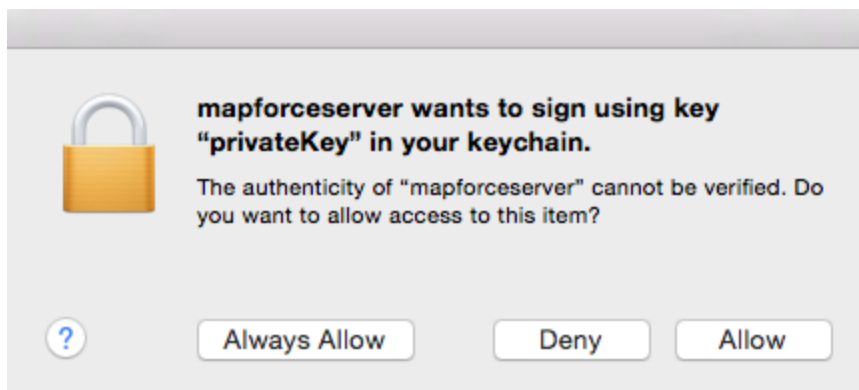 mapforceserver wants to sign using key
“privateKey” in your keychain.
The authenticity of “mapforceserver” cannot be verified. Do
you want to allow access to this item?
?
Always Allow
Deny
Allow